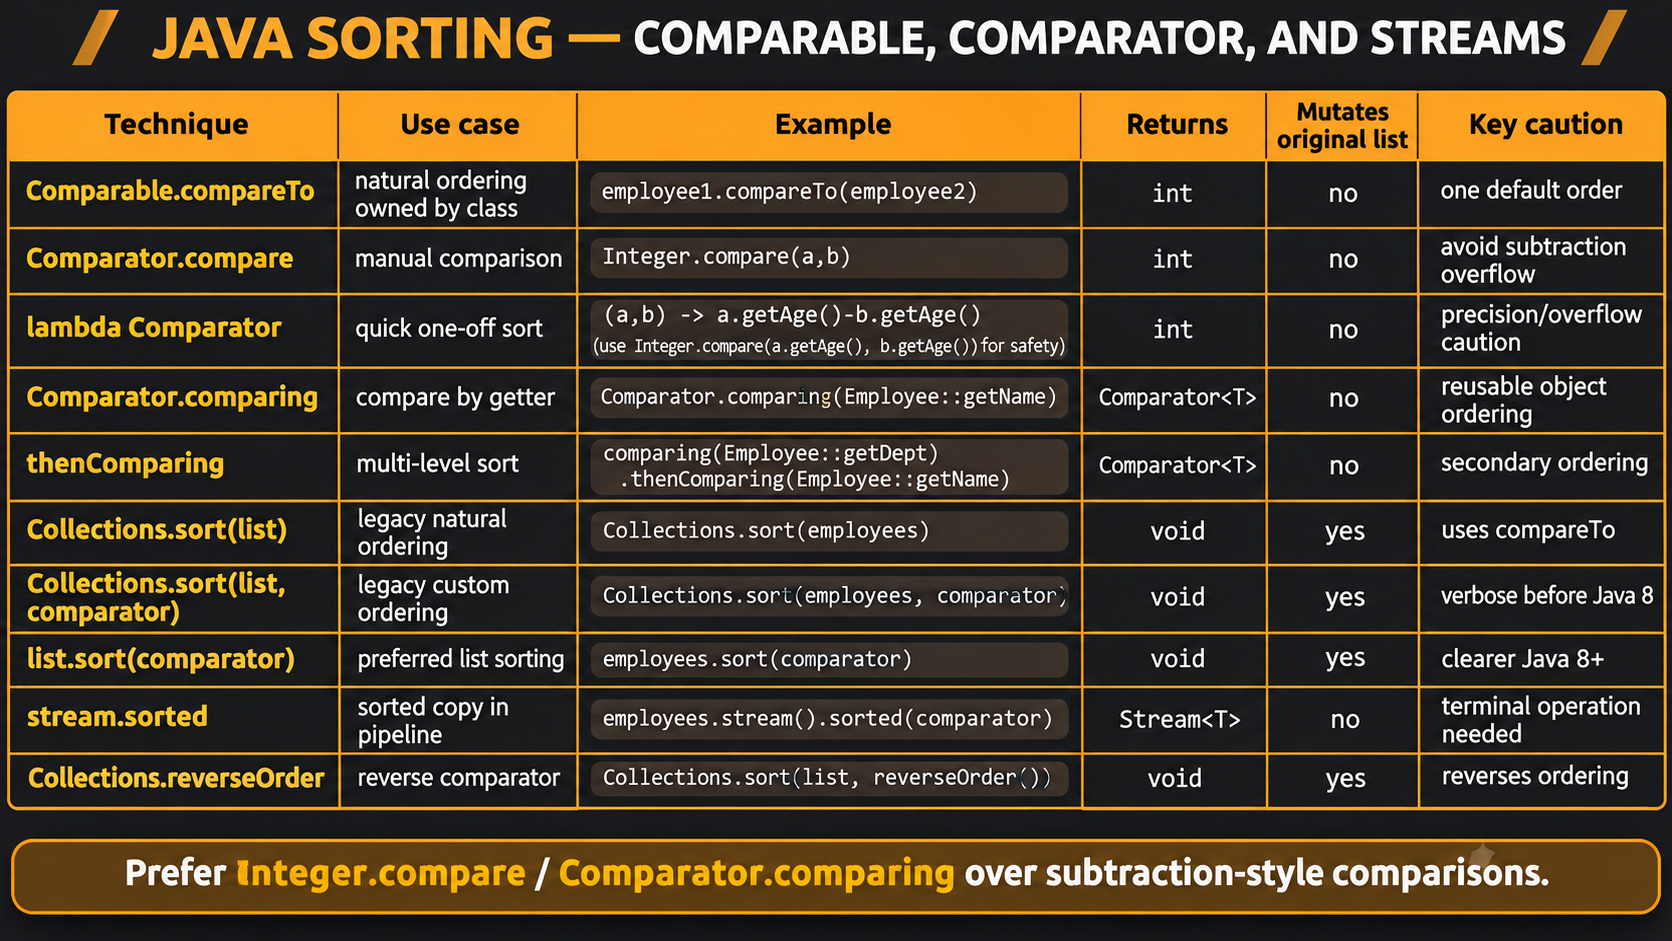 JAVA SORTING — COMPARABLE, COMPARATOR, AND STREAMS
Technique
Use case
Example
Returns
Mutates
original list
Key caution
Comparable.compareTo
natural ordering
owned by class
employee1.compareTo(employee2)
int
no
one default order
Comparator.compare
manual comparison
Integer.compare(a,b)
int
no
avoid subtraction
overflow
lambda Comparator
quick one-off sort
(a,b) -> a.getAge()-b.getAge()
(use Integer.compare(a.getAge(), b.getAge()) for safety)
int
no
precision/overflow
caution
Comparator.comparing
compare by getter
Comparator.comparing(Employee::getName)
Comparator<T>
no
reusable object
ordering
thenComparing
multi-level sort
comparing(Employee::getDept)
.thenComparing(Employee::getName)
Comparator<T>
no
secondary ordering
Collections.sort(list)
legacy natural
ordering
Collections.sort(employees)
void
yes
uses compareTo
Collections.sort(list,
comparator)
legacy custom
ordering
Collections.sort(employees, comparator)
void
yes
verbose before Java 8
list.sort(comparator)
preferred list sorting
employees.sort(comparator)
void
yes
clearer Java 8+
stream.sorted
sorted copy in
pipeline
employees.stream().sorted(comparator)
Stream<T>
no
terminal operation
needed
Collections.reverseOrder
reverse comparator
Collections.sort(list, reverseOrder())
void
yes
reverses ordering
Prefer Integer.compare / Comparator.comparing over subtraction-style comparisons.